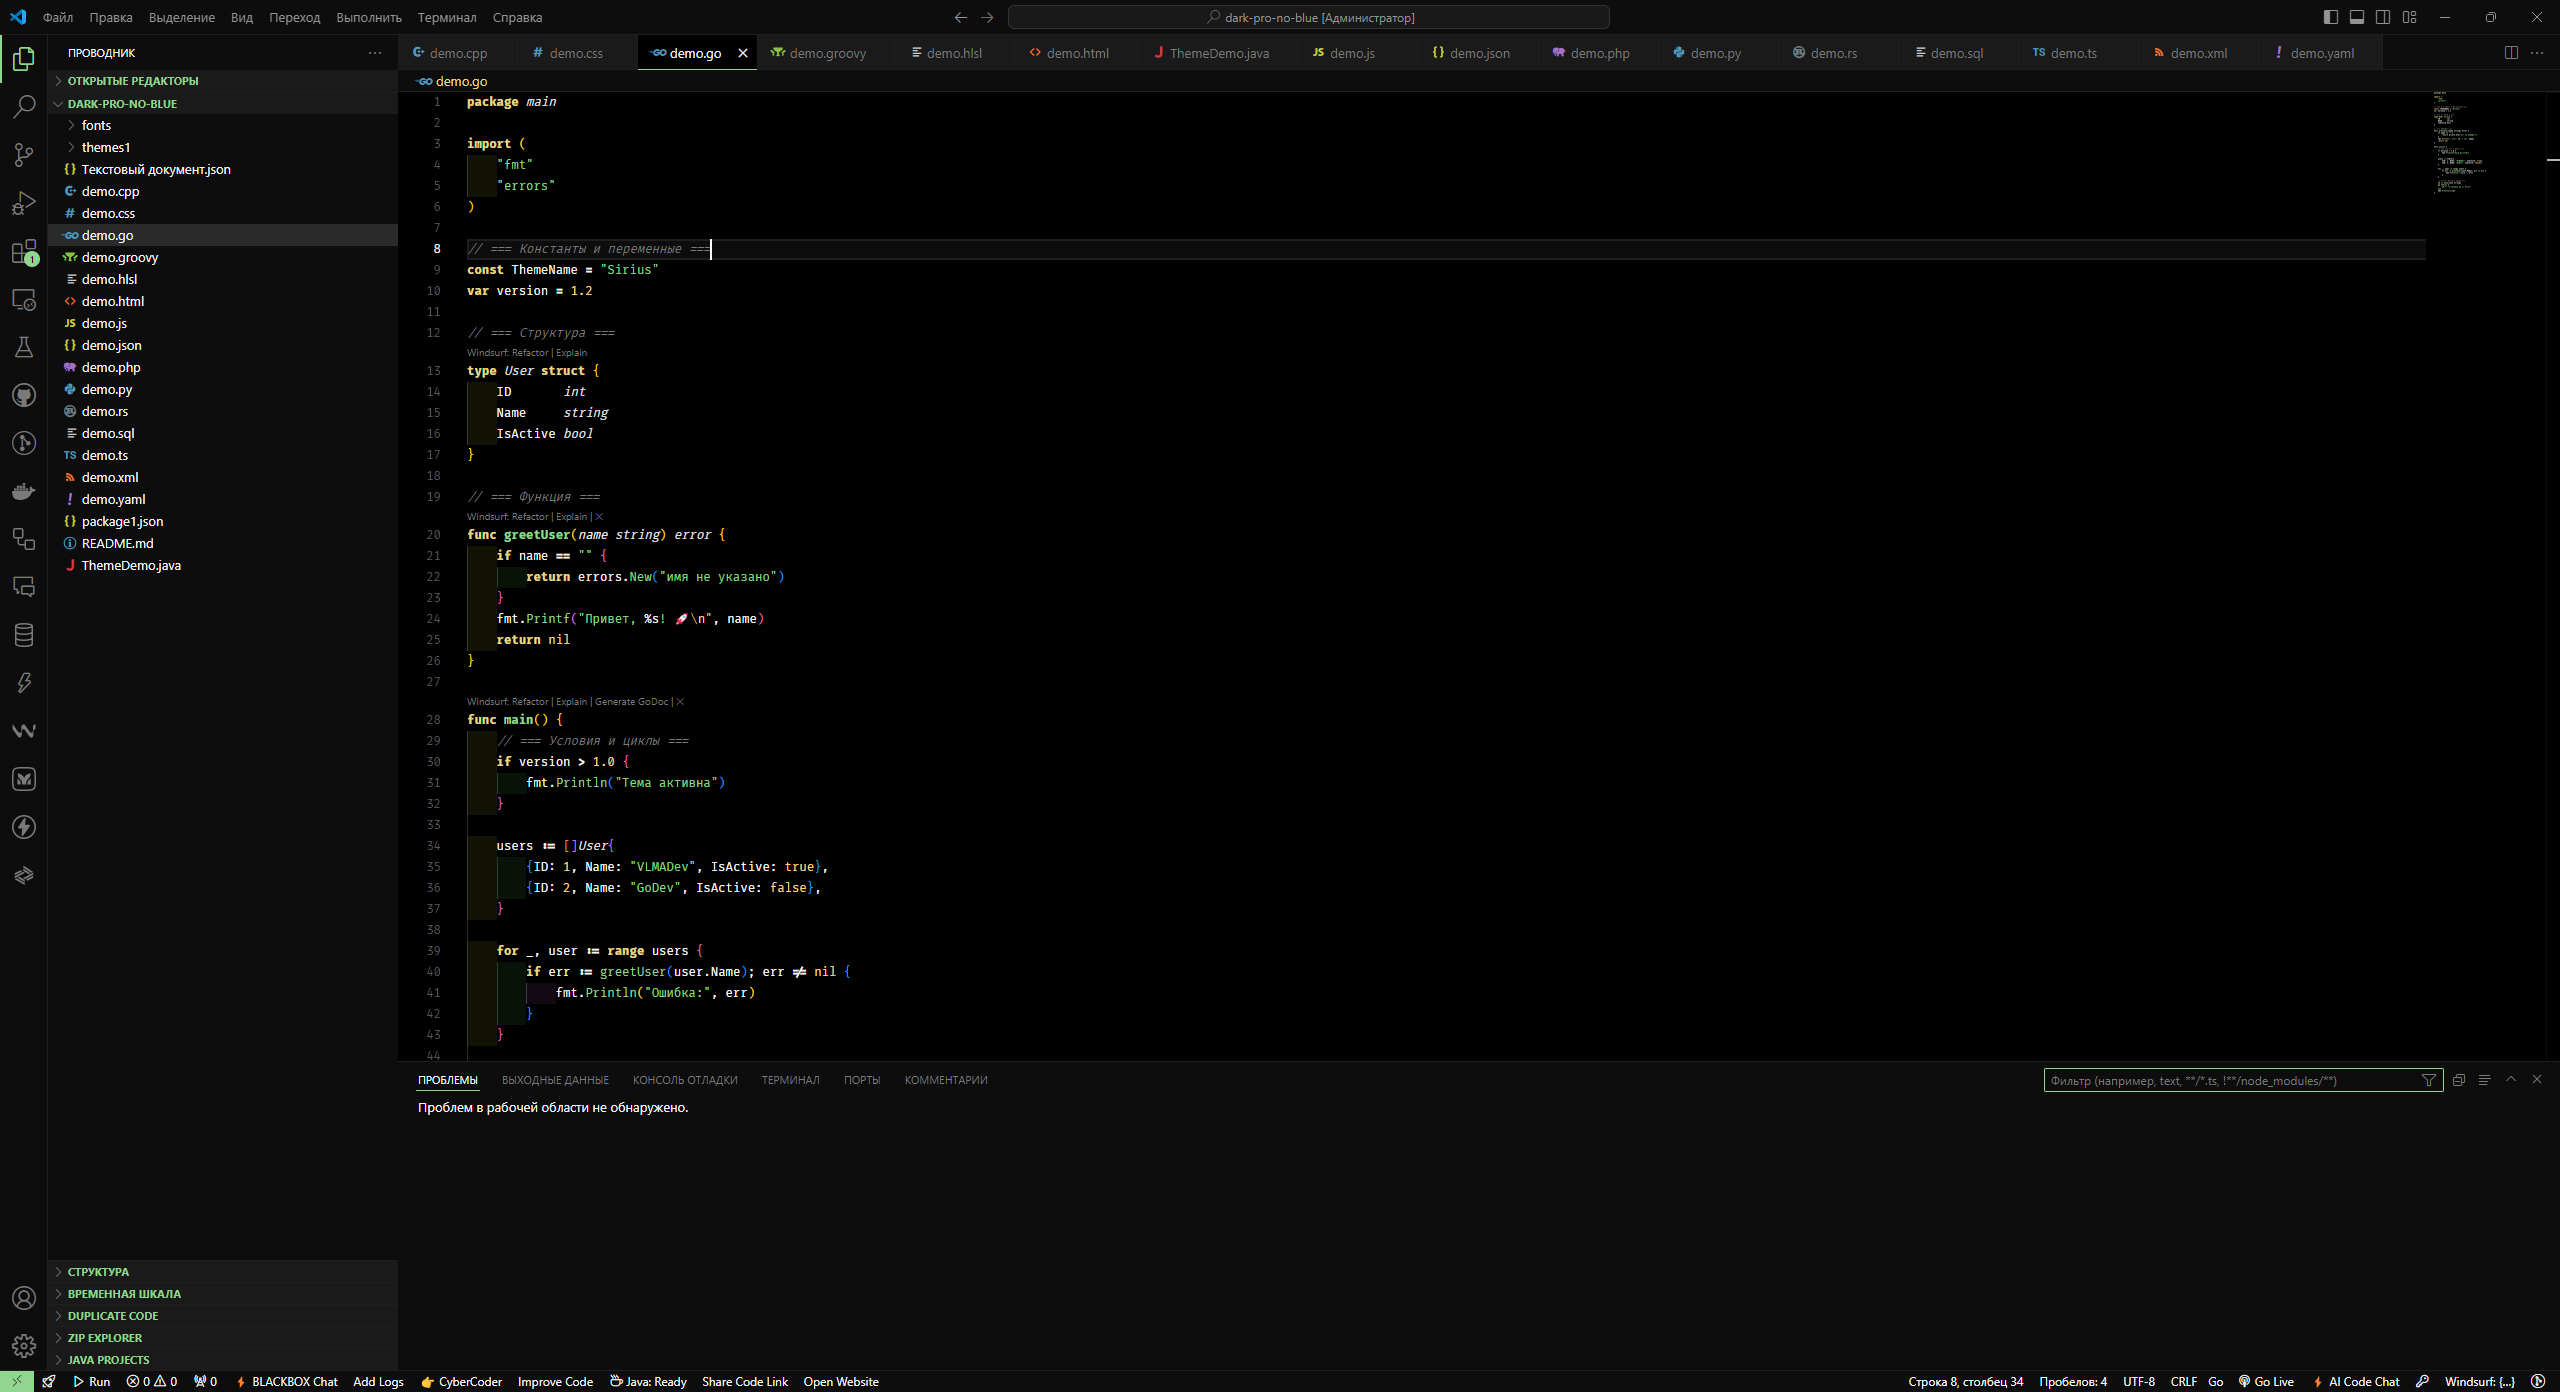 Файл Правка Выделение Вид Переход Выполнить Терминал Справка
dark-pro-no-blue [Администратор]
ПРОВОДНИК
ОТКРЫТЫЕ РЕДАКТОРЫ
DARK-PRO-NO-BLUE
fonts
themes1
{} Текстовый документ.json
demo.cpp
# demo.css
GO demo.go
demo.groovy
demo.hlsl
<> demo.html
JS demo.js
{} demo.json
demo.php
demo.py
demo.rs
demo.sql
TS demo.ts
demo.xml
! demo.yaml
{} package1.json
README.md
J ThemeDemo.java
СТРУКТУРА
ВРЕМЕННАЯ ШКАЛА
DUPLICATE CODE
ZIP EXPLORER
JAVA PROJECTS
1
demo.cpp # demo.css GO demo.go demo.groovy demo.hlsl <> demo.html J ThemeDemo.java JS demo.js {} demo.json demo.php demo.py demo.rs demo.sql TS demo.ts demo.xml ! demo.yaml
GO demo.go
1 package main
2
3 import (
4 "fmt"
5 "errors"
6 )
7
8 // === Константы и переменные ===
9 const ThemeName = "Sirius"
10 var version = 1.2
11
12 // === Структура ===
Windsurf: Refactor | Explain
13 type User struct {
14 ID int
15 Name string
16 IsActive bool
17 }
18
19 // === Функция ===
Windsurf: Refactor | Explain | ×
20 func greetUser(name string) error {
21 if name == "" {
22 return errors.New("имя не указано")
23 }
24 fmt.Printf("Привет, %s! 🚀\n", name)
25 return nil
26 }
27
Windsurf: Refactor | Explain | Generate GoDoc | ×
28 func main() {
29 // === Условия и циклы ===
30 if version > 1.0 {
31 fmt.Println("Тема активна")
32 }
33
34 users := []User{
35 {ID: 1, Name: "VLMADev", IsActive: true},
36 {ID: 2, Name: "GoDev", IsActive: false},
37 }
38
39 for _, user := range users {
40 if err := greetUser(user.Name); err != nil {
41 fmt.Println("Ошибка:", err)
42 }
43 }
44
ПРОБЛЕМЫ ВЫХОДНЫЕ ДАННЫЕ КОНСОЛЬ ОТЛАДКИ ТЕРМИНАЛ ПОРТЫ КОММЕНТАРИИ
Фильтр (например, text, **/*.ts, !**/node_modules/**)
Проблем в рабочей области не обнаружено.
Run 0 0 0 BLACKBOX Chat Add Logs 👉 CyberCoder Improve Code Java: Ready Share Code Link Open Website
Строка 8, столбец 34 Пробелов: 4 UTF-8 CRLF Go Go Live AI Code Chat Windsurf: {...}